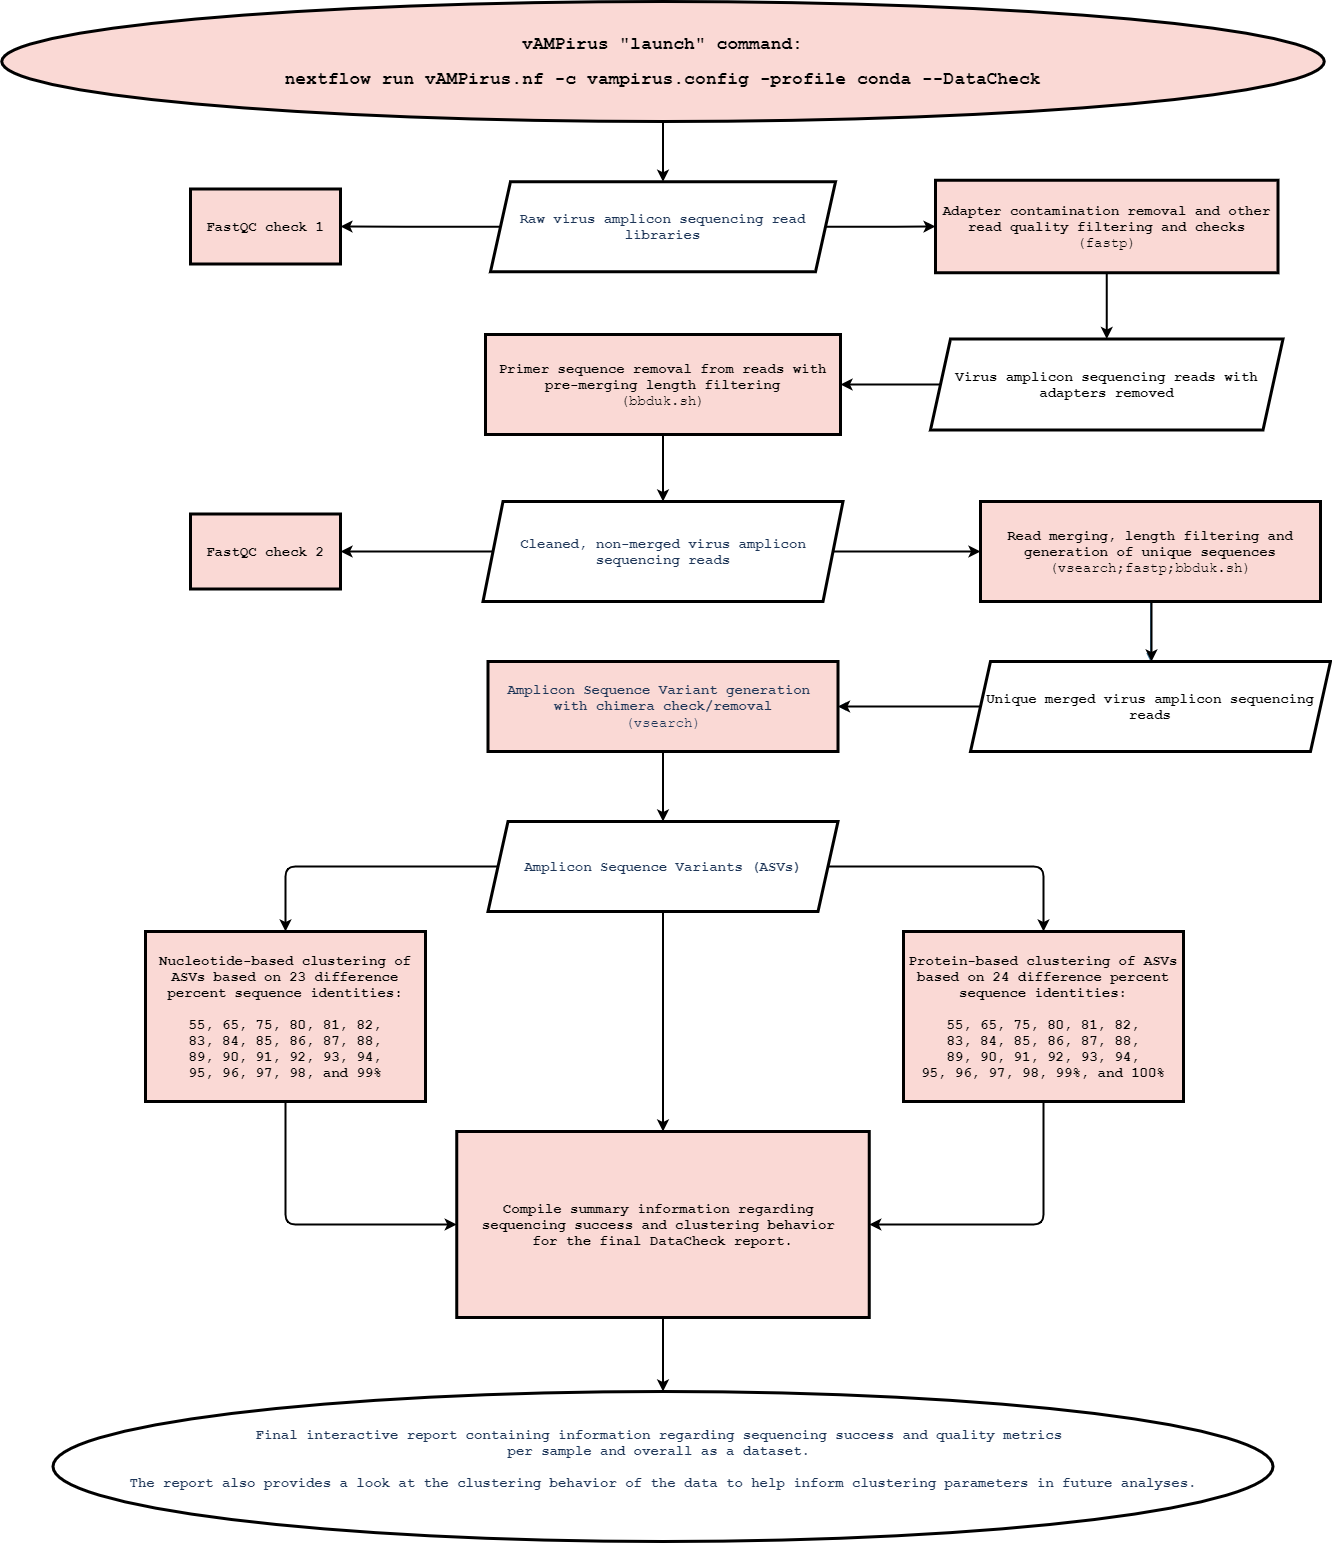 vAMPirus "launch" command:
nextflow run vAMPirus.nf -c vampirus.config -profile conda --DataCheck
FastQC check 1
Raw virus amplicon sequencing read
libraries
Adapter contamination removal and other
read quality filtering and checks
(fastp)
Primer sequence removal from reads with
pre-merging length filtering
(bbduk.sh)
Virus amplicon sequencing reads with
adapters removed
FastQC check 2
Cleaned, non-merged virus amplicon
sequencing reads
Read merging, length filtering and
generation of unique sequences
(vsearch;fastp;bbduk.sh)
Amplicon Sequence Variant generation
with chimera check/removal
(vsearch)
Unique merged virus amplicon sequencing
reads
Amplicon Sequence Variants (ASVs)
Nucleotide-based clustering of
ASVs based on 23 difference
percent sequence identities:
55, 65, 75, 80, 81, 82,
83, 84, 85, 86, 87, 88,
89, 90, 91, 92, 93, 94,
95, 96, 97, 98, and 99%
Protein-based clustering of ASVs
based on 24 difference percent
sequence identities:
55, 65, 75, 80, 81, 82,
83, 84, 85, 86, 87, 88,
89, 90, 91, 92, 93, 94,
95, 96, 97, 98, 99%, and 100%
Compile summary information regarding
sequencing success and clustering behavior
for the final DataCheck report.
Final interactive report containing information regarding sequencing success and quality metrics
per sample and overall as a dataset.
The report also provides a look at the clustering behavior of the data to help inform clustering parameters in future analyses.